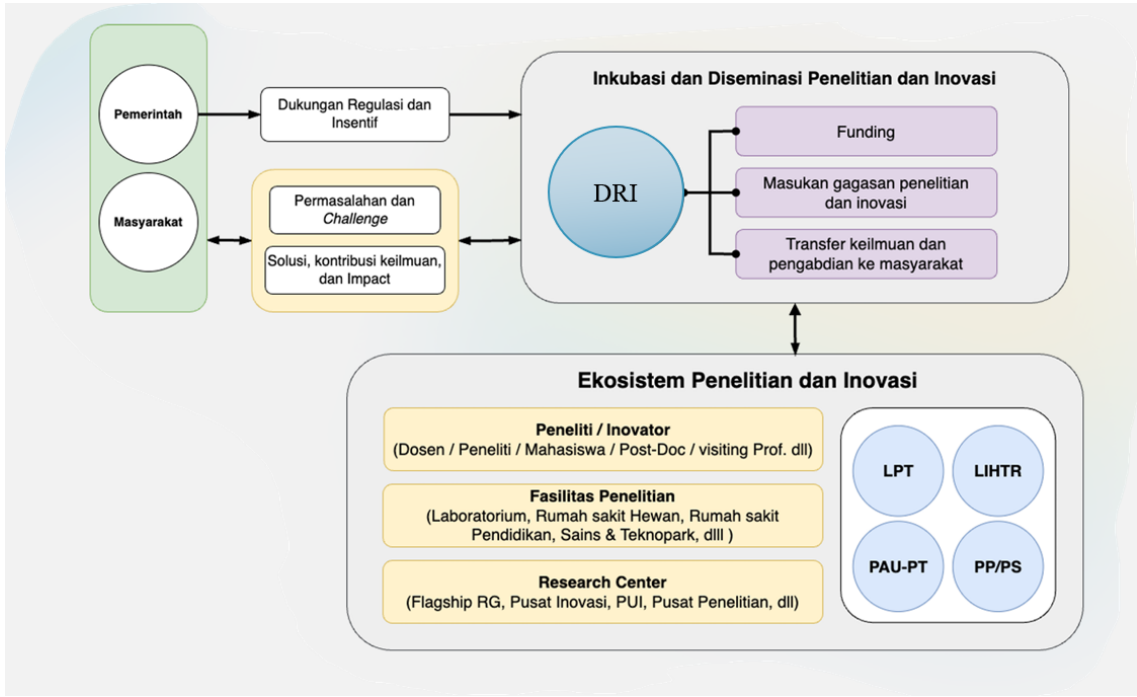 Pemerintah
Masyarakat
Dukungan Regulasi dan
Insentif
Permasalahan dan
Challenge
Solusi, kontribusi keilmuan,
dan Impact
Inkubasi dan Diseminasi Penelitian dan Inovasi
DRI
Funding
Masukan gagasan penelitian
dan inovasi
Transfer keilmuan dan
pengabdian ke masyarakat
Ekosistem Penelitian dan Inovasi
Peneliti / Inovator
(Dosen / Peneliti / Mahasiswa / Post-Doc / visiting Prof. dll)
Fasilitas Penelitian
(Laboratorium, Rumah sakit Hewan, Rumah sakit
Pendidikan, Sains & Teknopark, dlll )
Research Center
(Flagship RG, Pusat Inovasi, PUI, Pusat Penelitian, dll)
LPT
LIHTR
PAU-PT
PP/PS